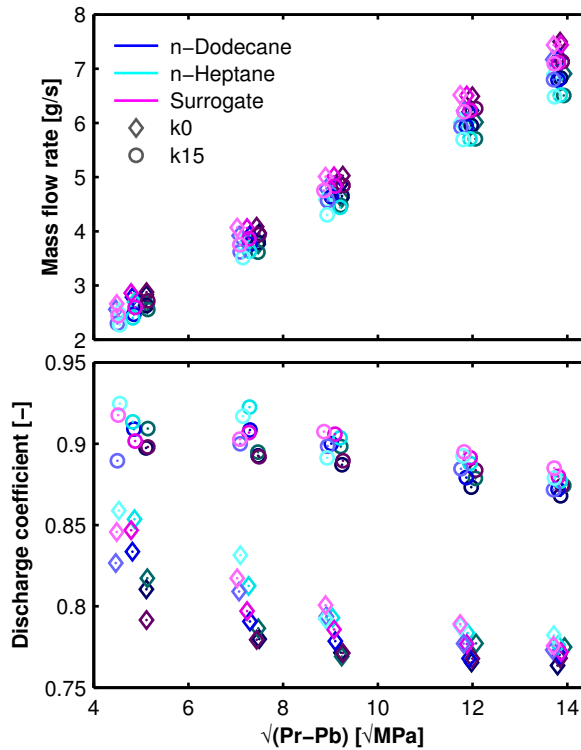 8
7
6
5
4
3
2
Mass flow rate [g/s]
n−Dodecane
n−Heptane
Surrogate
k0
k15
0.95
0.9
0.85
0.8
0.75
Discharge coefficient [−]
4 6 8 10 12 14
√(Pr−Pb) [√MPa]